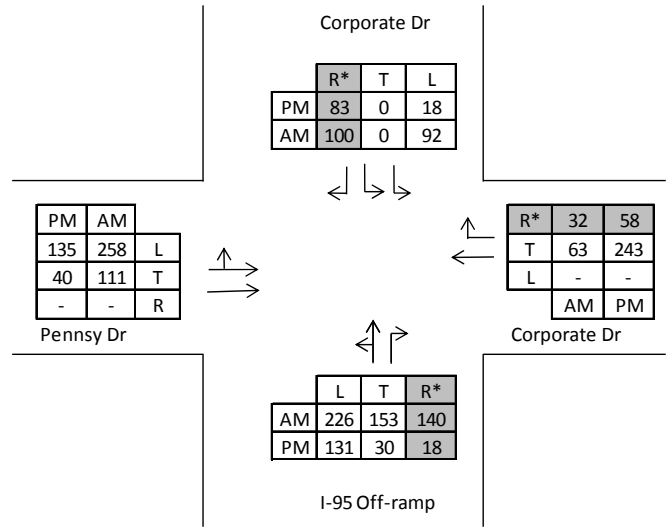 Corporate Dr
R* T L
PM 83 0 18
AM 100 0 92
PM AM
135 258 L
40 111 T
- - R
Pennsy Dr
R* 32 58
T 63 243
L - -
AM PM
Corporate Dr
L T R*
AM 226 153 140
PM 131 30 18
I-95 Off-ramp